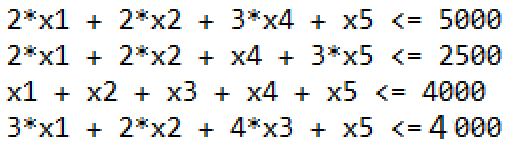 2*x1 + 2*x2 + 3*x4 + x5 <= 5000
2*x1 + 2*x2 + x4 + 3*x5 <= 2500
x1 + x2 + x3 + x4 + x5 <= 4000
3*x1 + 2*x2 + 4*x3 + x5 <=4000